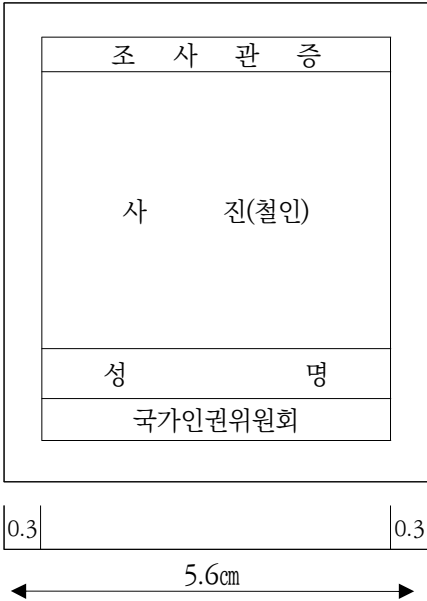 조 사 관 증
사 진(철인)
성 명
국가인권위원회
0.3 0.3
5.6㎝